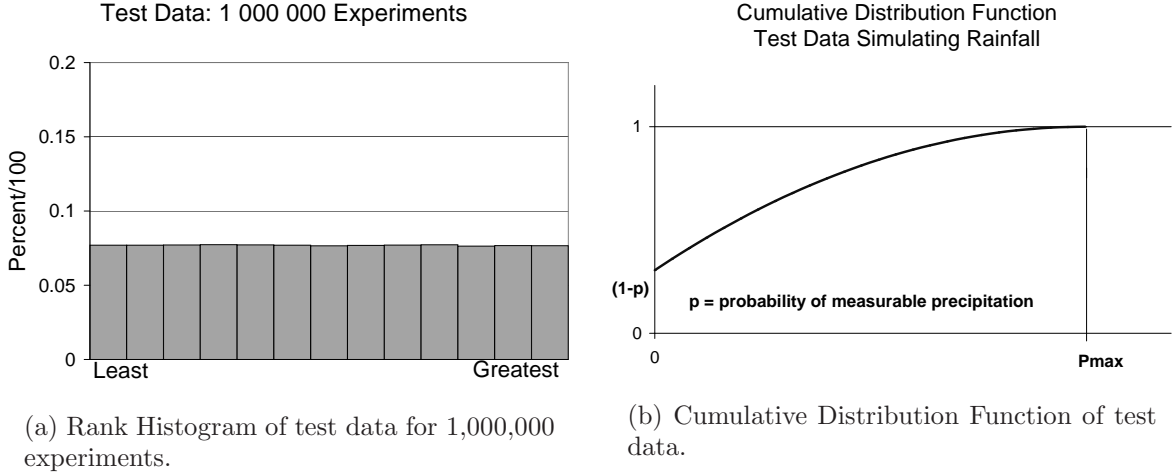 Test Data: 1 000 000 Experiments
Percent/100
0.2
0.15
0.1
0.05
0
Least
Greatest
(a) Rank Histogram of test data for 1,000,000
experiments.
Cumulative Distribution Function
Test Data Simulating Rainfall
1
(1-p)
p = probability of measurable precipitation
0
0
Pmax
(b) Cumulative Distribution Function of test
data.